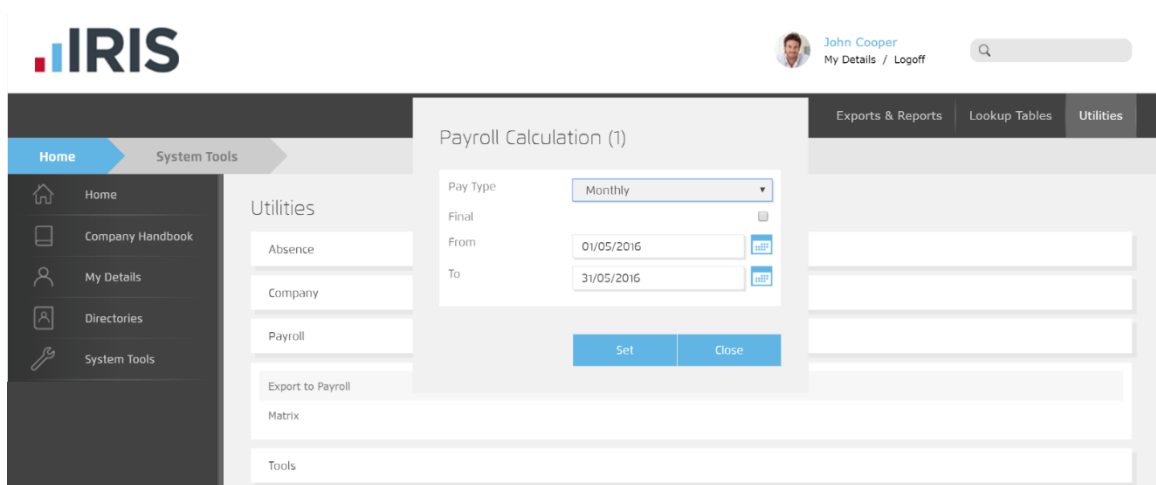 IRIS
John Cooper
My Details / Logoff
Exports & Reports
Lookup Tables
Utilities
Home
System Tools
Home
Company Handbook
My Details
Directories
System Tools
Utilities
Absence
Company
Payroll
Export to Payroll
Matrix
Tools
Payroll Calculation (1)
Pay Type
Monthly
Final
From
01/05/2016
To
31/05/2016
Set
Close